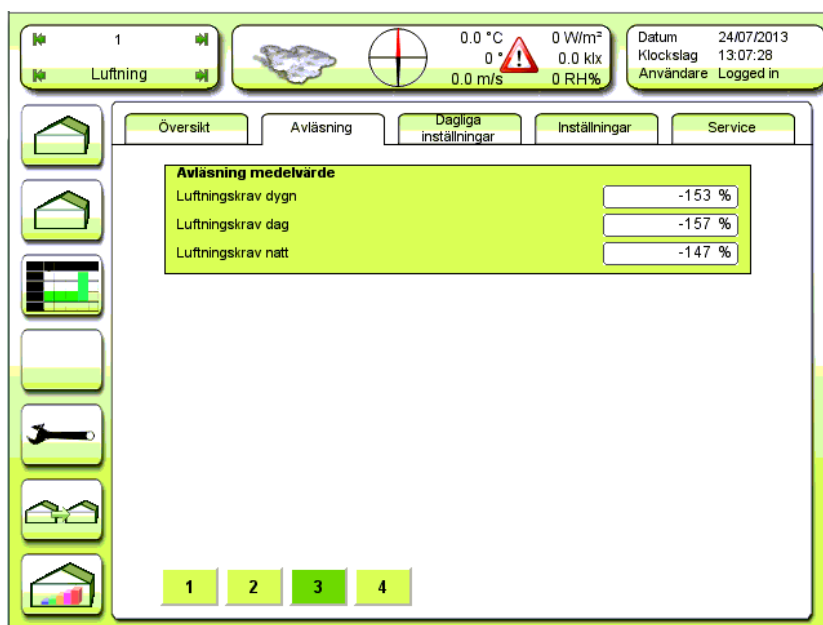 1
Luftning
0.0 °C
0 °
0.0 m/s
0 W/m²
0.0 klx
0 RH%
Datum 24/07/2013
Klockslag 13:07:28
Användare Logged in
Översikt
Avläsning
Dagliga
inställningar
Inställningar
Service
Avläsning medelvärde
Luftningskrav dygn -153 %
Luftningskrav dag -157 %
Luftningskrav natt -147 %
1 2 3 4